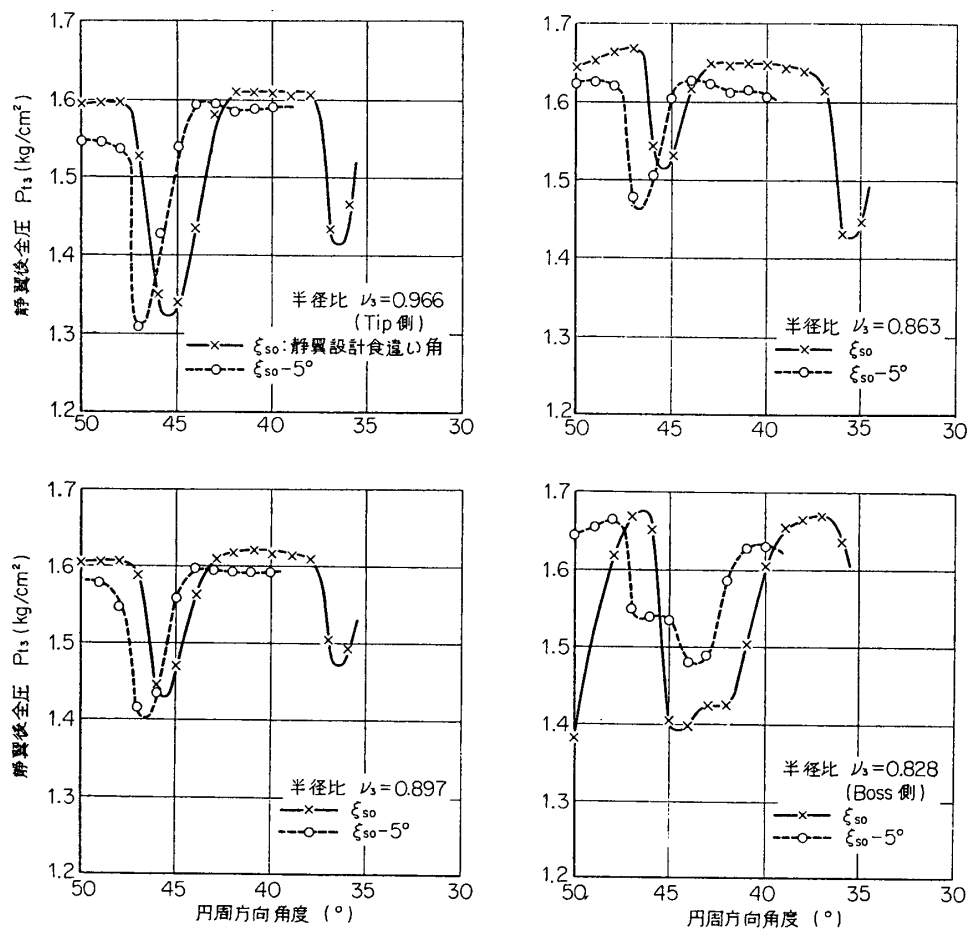 1.7
1.6
1.5
1.4
1.3
1.2
50
45
40
35
30
静翼後全圧 Pt3 (kg/cm²)
半径比 ν₃=0.966
(Tip側)
ξso:静翼設計食違い角
ξso-5°
1.7
1.6
1.5
1.4
1.3
1.2
50
45
40
35
30
半径比 ν₃=0.863
ξso
ξso-5°
1.7
1.6
1.5
1.4
1.3
1.2
50
45
40
35
30
静翼後全圧 Pt3 (kg/cm²)
半径比 ν₃=0.897
ξso
ξso-5°
円周方向角度 (°)
1.7
1.6
1.5
1.4
1.3
1.2
50
45
40
35
30
半径比 ν₃=0.828
(Boss側)
ξso
ξso-5°
円周方向角度 (°)